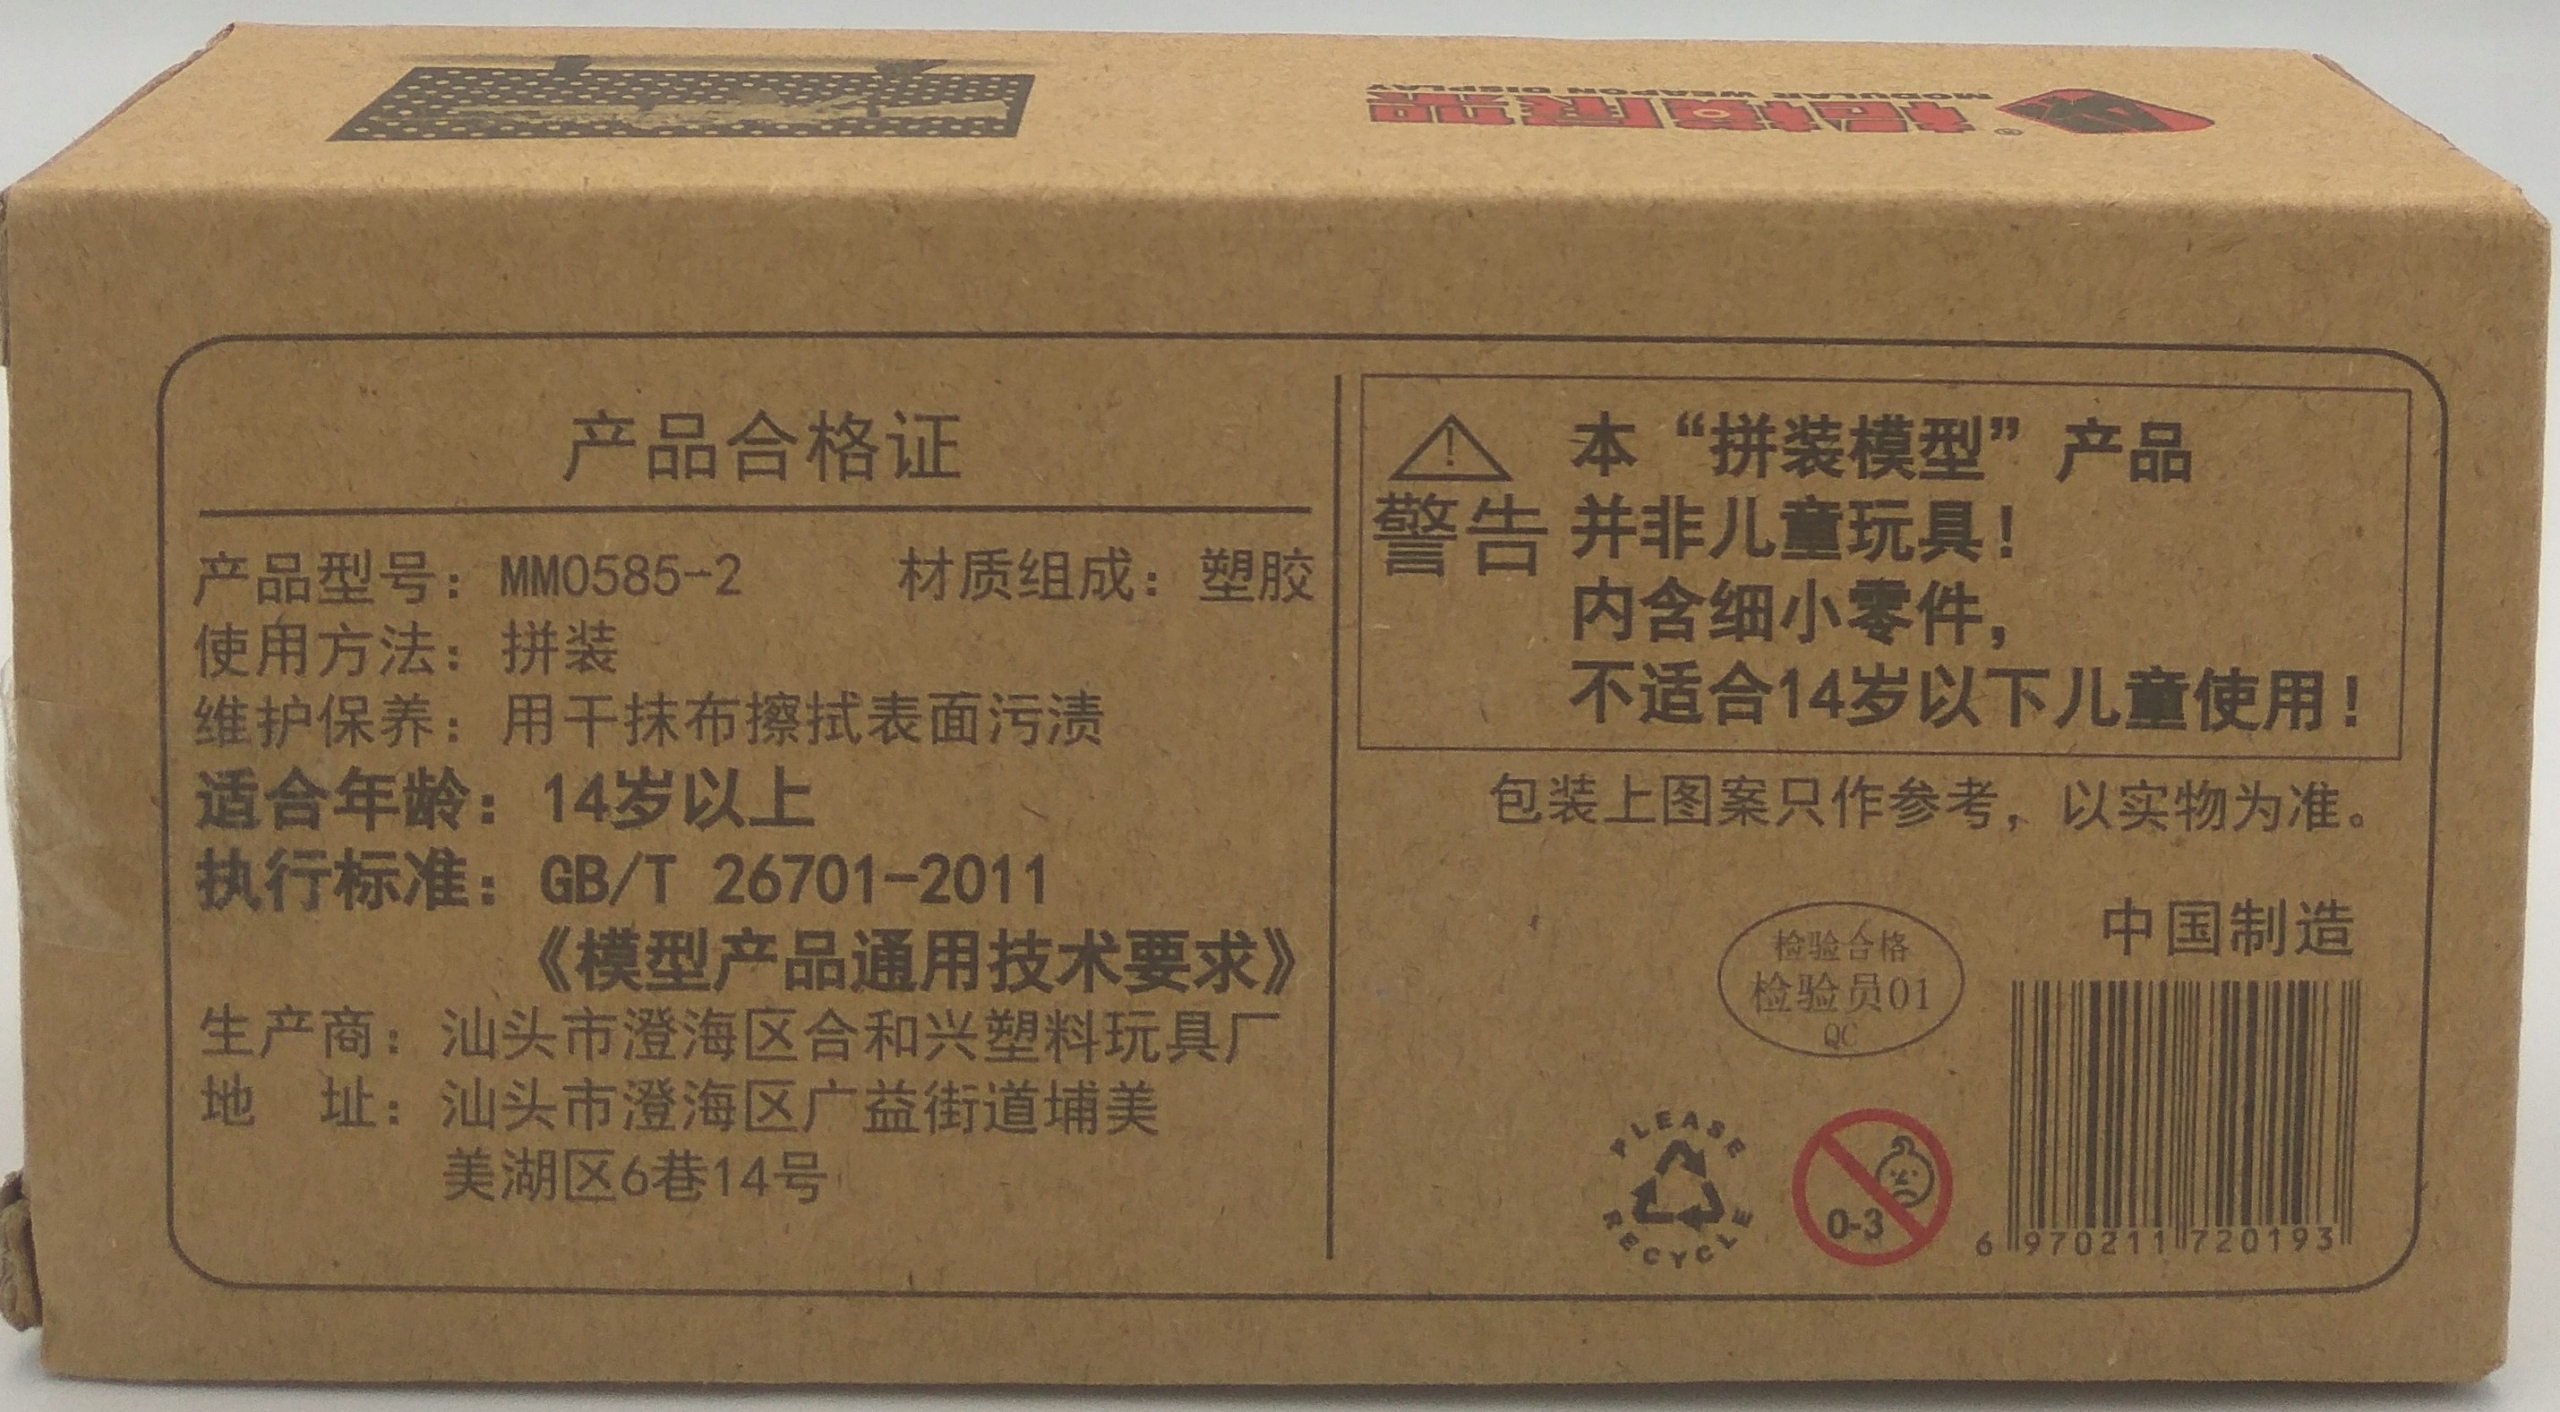 MODULAR WEAPON DISPLAY
产品合格证
产品型号：MM0585-2 材质组成：塑胶
使用方法：拼装
维护保养：用干抹布擦拭表面污渍
适合年龄：14岁以上
执行标准：GB/T 26701-2011
《模型产品通用技术要求》
生产商：汕头市澄海区合和兴塑料玩具厂
地 址：汕头市澄海区广益街道埔美
美湖区6巷14号
警告
本“拼装模型”产品
并非儿童玩具！
内含细小零件，
不适合14岁以下儿童使用！
包装上图案只作参考，以实物为准。
中国制造
检验合格
检验员01
QC
PLEASE
RECYCLE
0-3
6 970211 720193